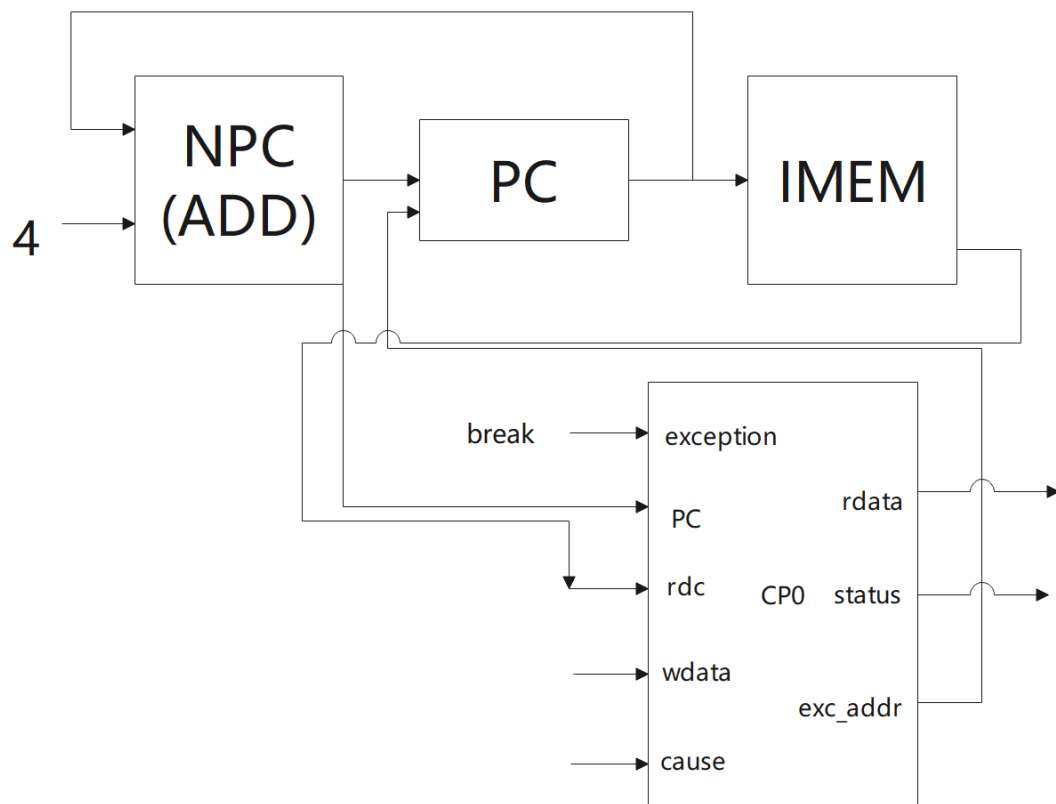 NPC
(ADD)
PC
IMEM
4
break
exception
PC
rdc
wdata
cause
CP0
rdata
status
exc_addr